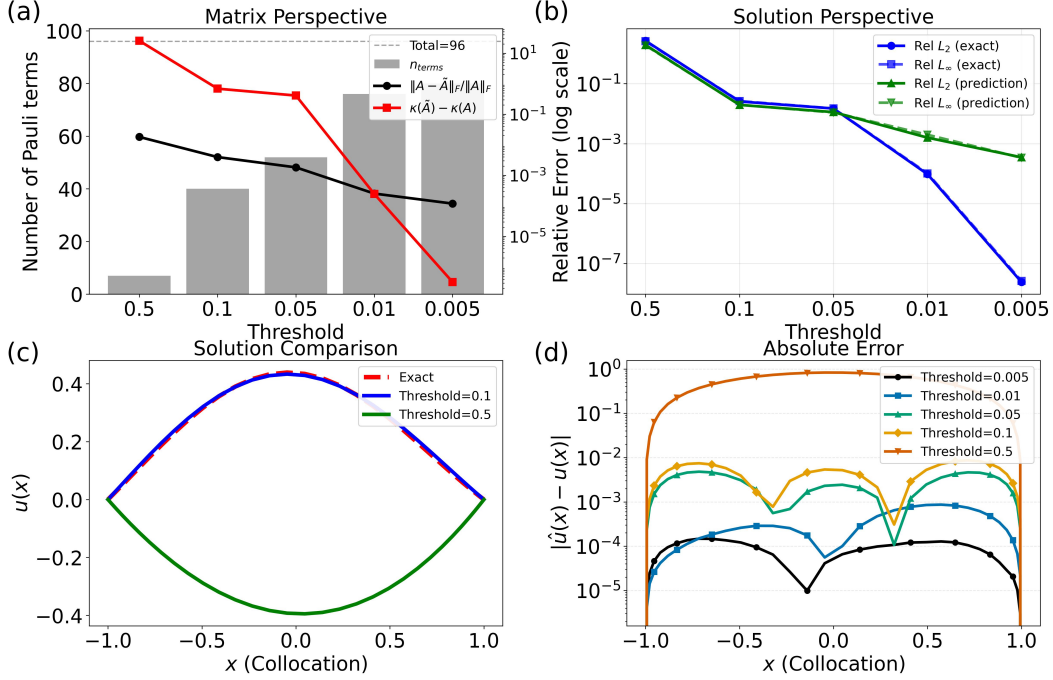 (a)
Matrix Perspective
Number of Pauli terms
100
80
60
40
20
0
Total=96
n_terms
‖A − Ã‖_F/‖A‖_F
κ(Ã) − κ(A)
10^1
10^−1
10^−3
10^−5
0.5 0.1 0.05 0.01 0.005
Threshold
(b)
Solution Perspective
Relative Error (log scale)
10^−1
10^−3
10^−5
10^−7
Rel L_2 (exact)
Rel L_∞ (exact)
Rel L_2 (prediction)
Rel L_∞ (prediction)
0.5 0.1 0.05 0.01 0.005
Threshold
(c)
Solution Comparison
u(x)
0.4
0.2
0.0
−0.2
−0.4
Exact
Threshold=0.1
Threshold=0.5
−1.0 −0.5 0.0 0.5 1.0
x (Collocation)
(d)
Absolute Error
|û(x) − u(x)|
10^0
10^−1
10^−2
10^−3
10^−4
10^−5
Threshold=0.005
Threshold=0.01
Threshold=0.05
Threshold=0.1
Threshold=0.5
−1.0 −0.5 0.0 0.5 1.0
x (Collocation)